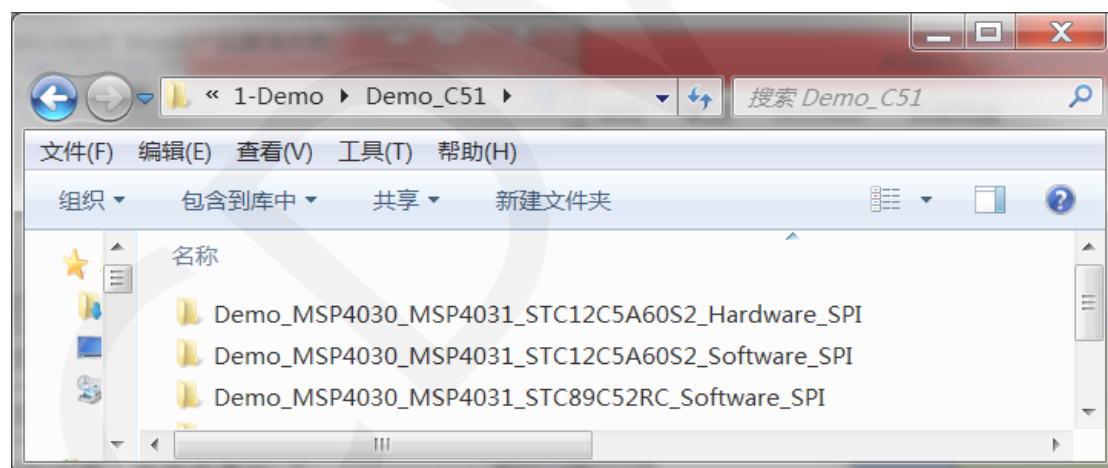 « 1-Demo ▸ Demo_C51 ▸ 搜索 Demo_C51
文件(F) 编辑(E) 查看(V) 工具(T) 帮助(H)
组织 包含到库中 共享 新建文件夹
名称
Demo_MSP4030_MSP4031_STC12C5A60S2_Hardware_SPI
Demo_MSP4030_MSP4031_STC12C5A60S2_Software_SPI
Demo_MSP4030_MSP4031_STC89C52RC_Software_SPI